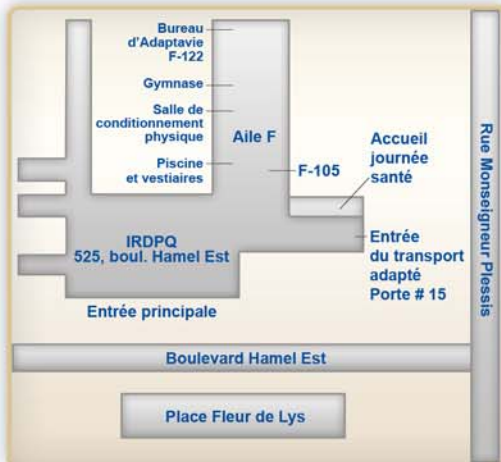 Bureau
d'Adaptavie
F-122
Gymnase
Salle de
conditionnement
physique
Piscine
et vestiaires
Aile F
F-105
Accueil
journée
santé
Entrée
du transport
adapté
Porte # 15
IRDPQ
525, boul. Hamel Est
Entrée principale
Rue Monseigneur Plessis
Boulevard Hamel Est
Place Fleur de Lys